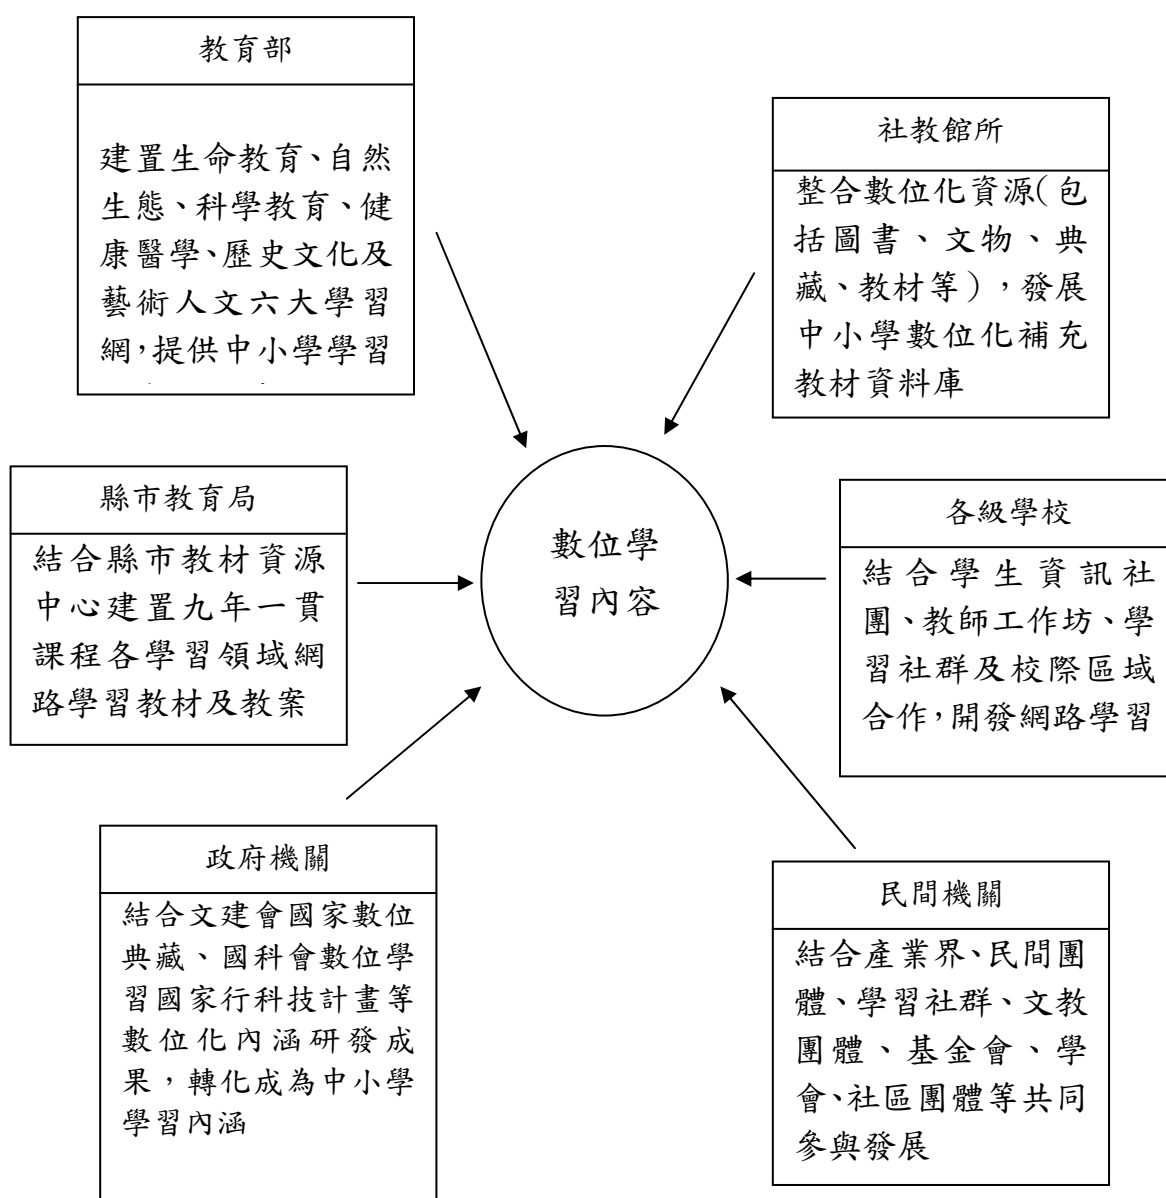 教育部
建置生命教育、自然
生態、科學教育、健
康醫學、歷史文化及
藝術人文六大學習
網，提供中小學學習
社教館所
整合數位化資源(包
括圖書、文物、典
藏、教材等)，發展
中小學數位化補充
教材資料庫
縣市教育局
結合縣市教材資源
中心建置九年一貫
課程各學習領域網
路學習教材及教案
數位學
習內容
各級學校
結合學生資訊社
團、教師工作坊、學
習社群及校際區域
合作，開發網路學習
政府機關
結合文建會國家數位
典藏、國科會數位學
習國家行科技計畫等
數位化內涵研發成
果，轉化成為中小學
學習內涵
民間機關
結合產業界、民間團
體、學習社群、文教
團體、基金會、學
會、社區團體等共同
參與發展